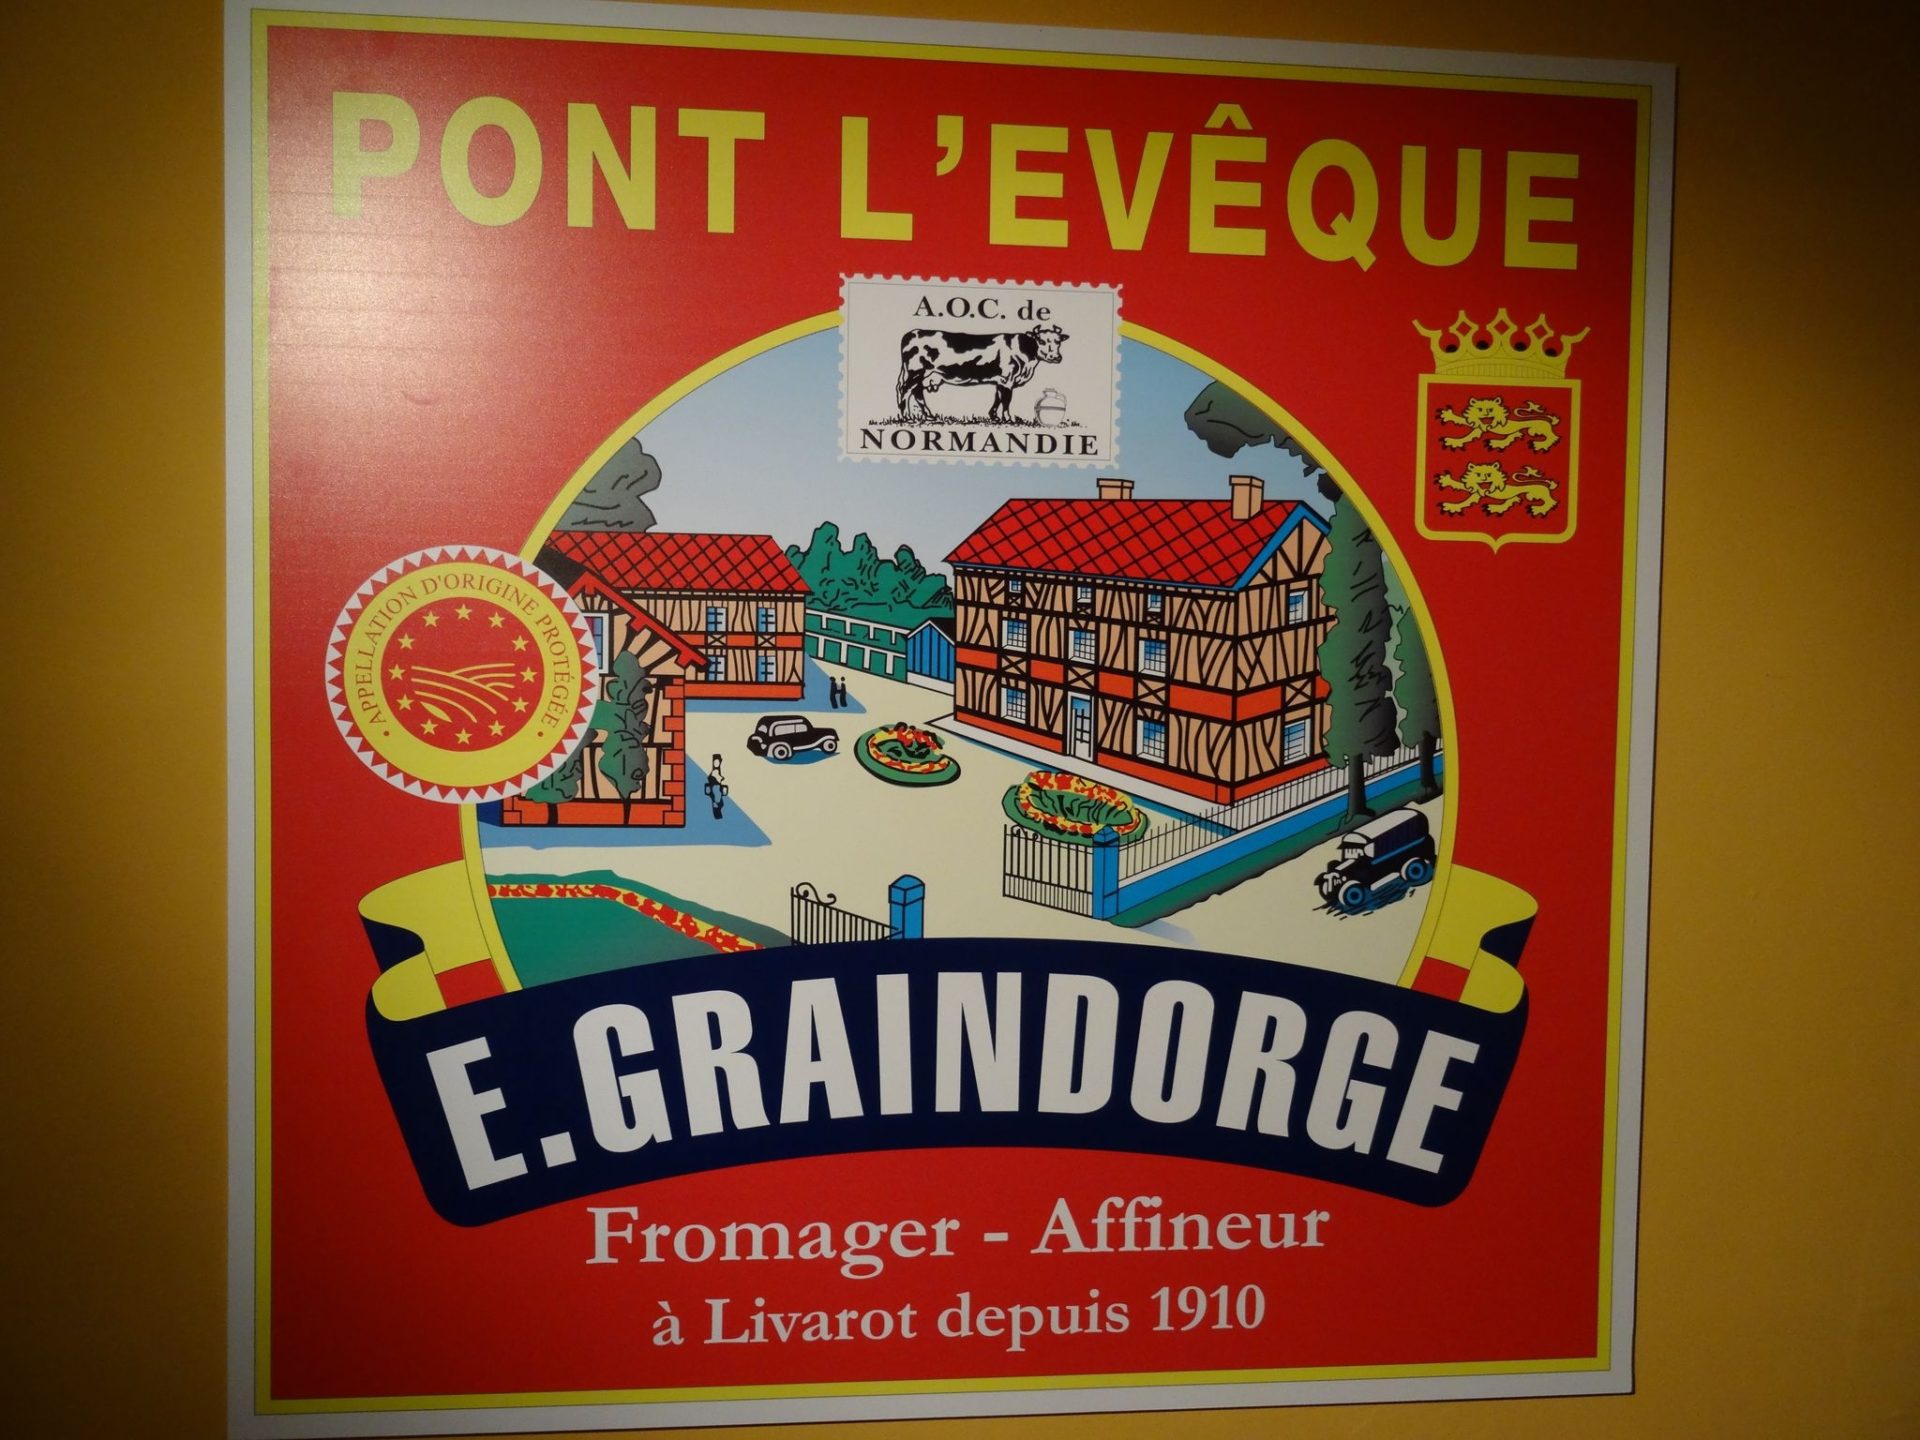 PONT L'EVÊQUE
A.O.C. de
NORMANDIE
• APPELLATION D'ORIGINE PROTÉGÉE •
E.GRAINDORGE
Fromager - Affineur
à Livarot depuis 1910